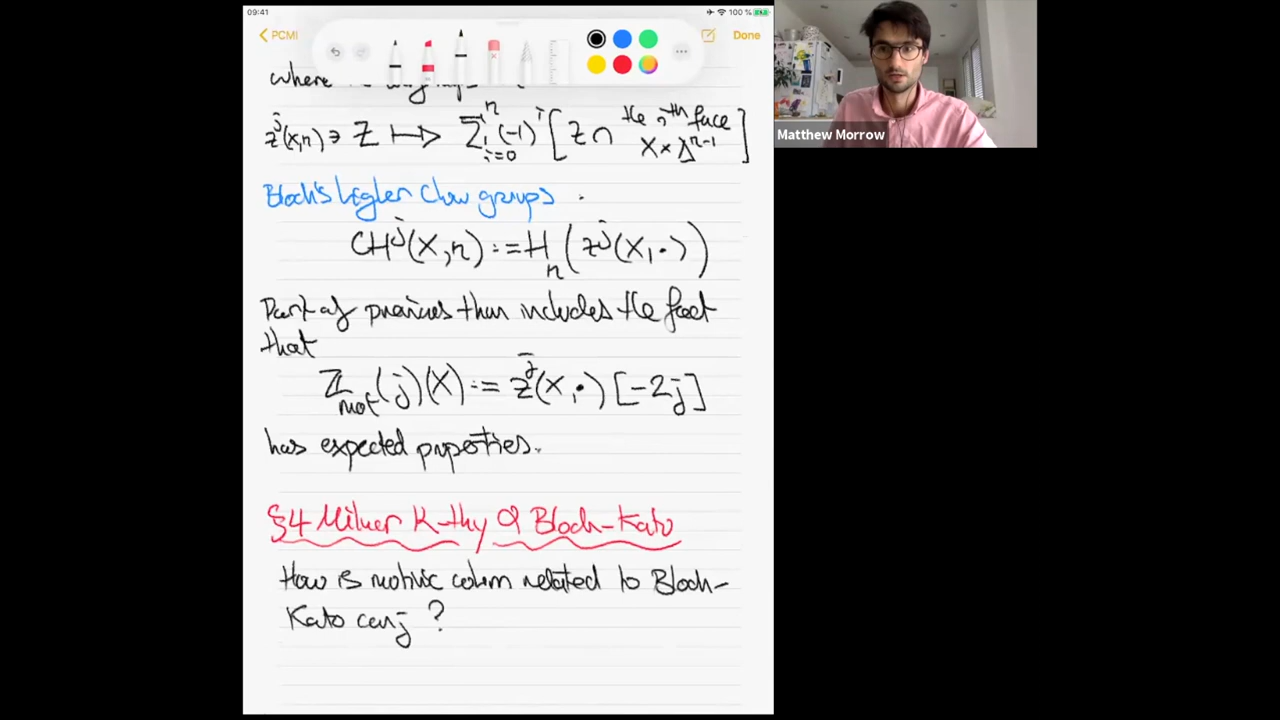 09:41
100 %
PCMI
Done
where
z^j(X,n) ∋ Z ⟼ Σ_{i=0}^n (-1)^i [Z ∩ the nth face X × Δ^{n-1}]
Bloch's higher Chow groups :
CH^j(X,n) := H_n(z^j(X,•))
Part of previous thm includes the fact
that
Z_mot(j)(X) := z^j(X,•)[-2j]
has expected properties.
§4 Milnor K-thy & Bloch-Kato
How is motivic cohom related to Bloch-
Kato conj ?
Matthew Morrow